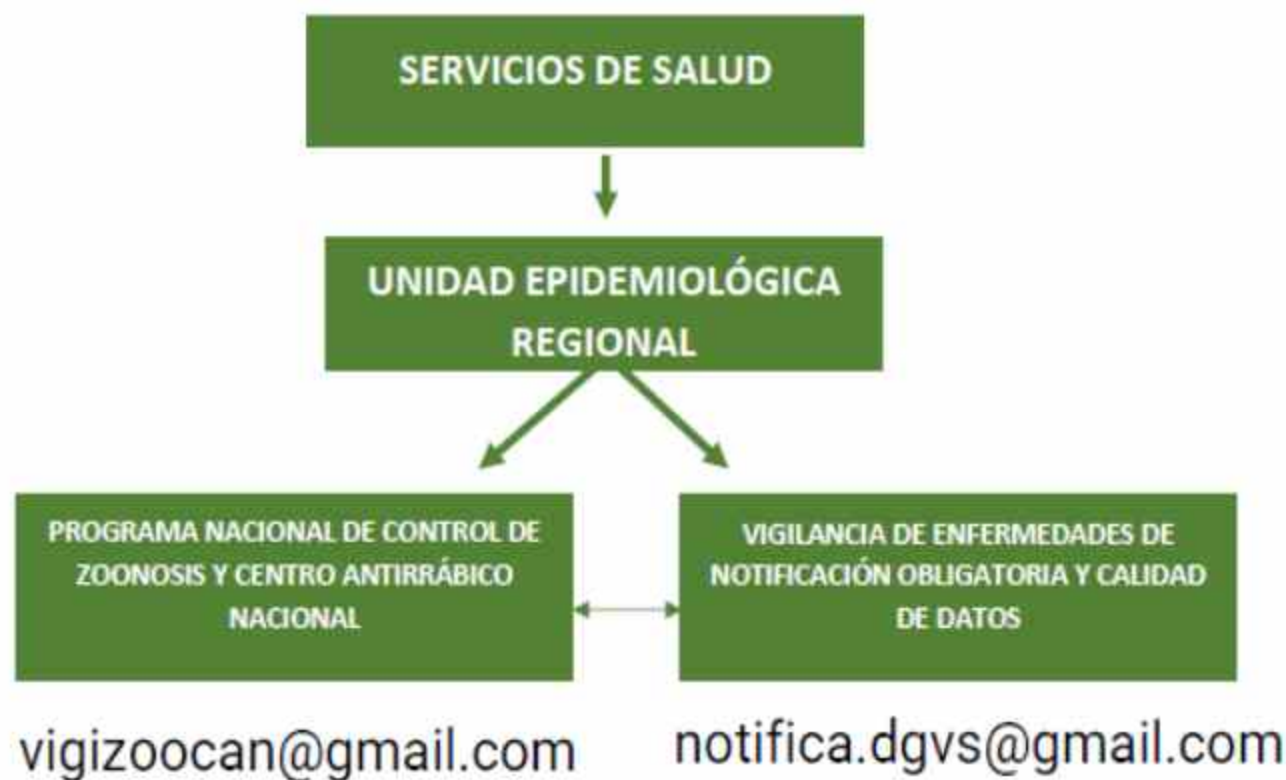 SERVICIOS DE SALUD
UNIDAD EPIDEMIOLÓGICA
REGIONAL
PROGRAMA NACIONAL DE CONTROL DE
ZOONOSIS Y CENTRO ANTIRRÁBICO
NACIONAL
VIGILANCIA DE ENFERMEDADES DE
NOTIFICACIÓN OBLIGATORIA Y CALIDAD
DE DATOS
vigizoocan@gmail.com
notifica.dgvs@gmail.com